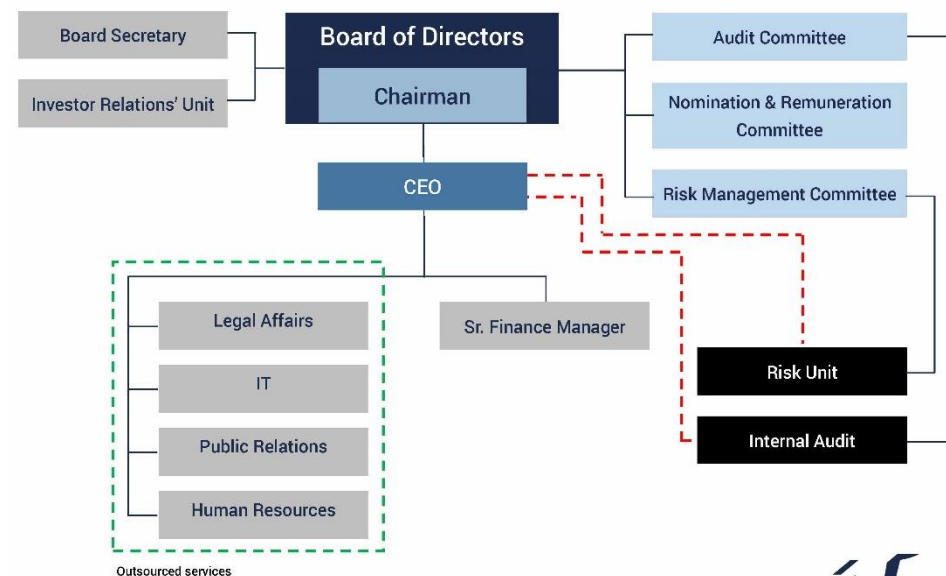 Board Secretary
Investor Relations' Unit
Board of Directors
Chairman
Audit Committee
Nomination & Remuneration
Committee
Risk Management Committee
CEO
Legal Affairs
IT
Public Relations
Human Resources
Sr. Finance Manager
Risk Unit
Internal Audit
Outsourced services